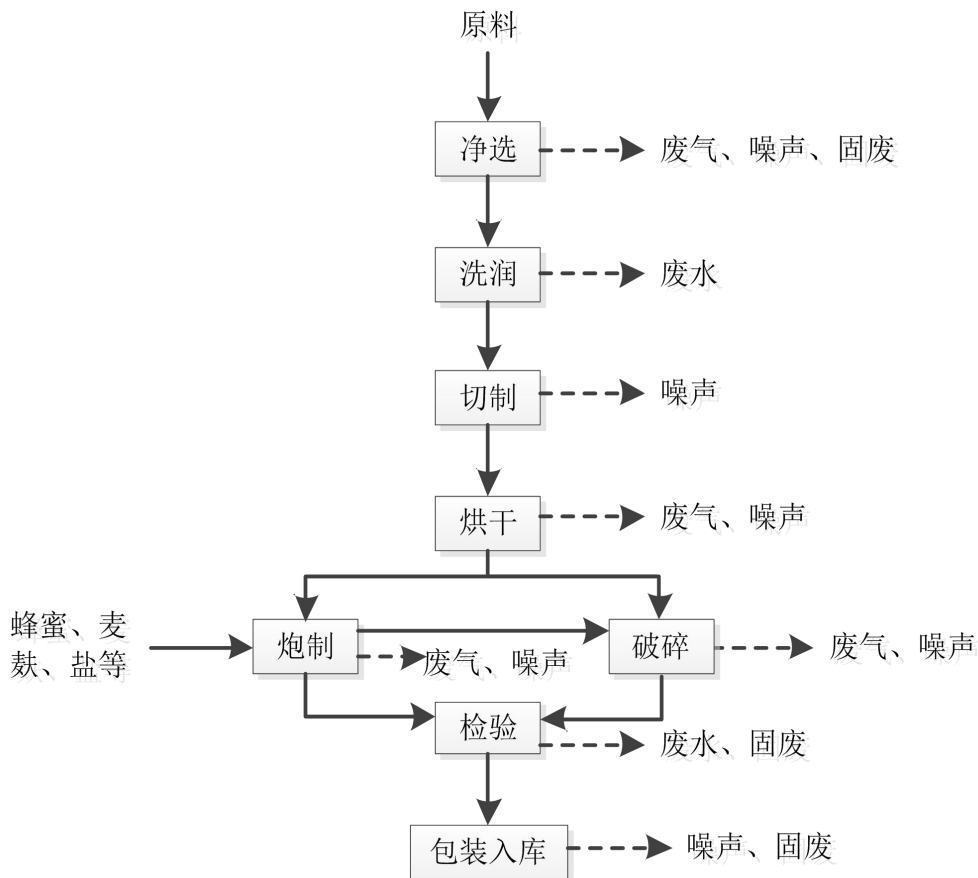 原料
净选
废气、噪声、固废
洗润
废水
切制
噪声
烘干
废气、噪声
蜂蜜、麦
麸、盐等
炮制
废气、噪声
破碎
废气、噪声
检验
废水、固废
包装入库
噪声、固废